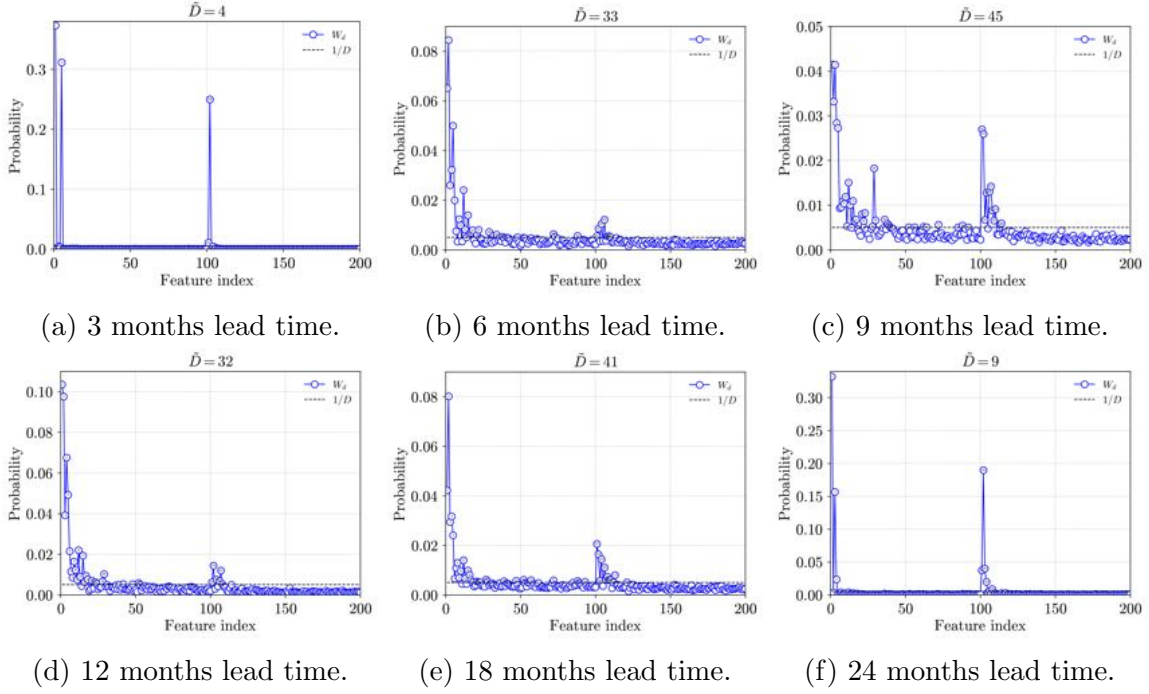 D̃ = 4
W_d
1/D
Probability
0.3
0.2
0.1
0.0
0 50 100 150 200
Feature index
(a) 3 months lead time.
D̃ = 33
W_d
1/D
Probability
0.08
0.06
0.04
0.02
0.00
0 50 100 150 200
Feature index
(b) 6 months lead time.
D̃ = 45
W_d
1/D
Probability
0.05
0.04
0.03
0.02
0.01
0.00
0 50 100 150 200
Feature index
(c) 9 months lead time.
D̃ = 32
W_d
1/D
Probability
0.10
0.08
0.06
0.04
0.02
0.00
0 50 100 150 200
Feature index
(d) 12 months lead time.
D̃ = 41
W_d
1/D
Probability
0.08
0.06
0.04
0.02
0.00
0 50 100 150 200
Feature index
(e) 18 months lead time.
D̃ = 9
W_d
1/D
Probability
0.30
0.25
0.20
0.15
0.10
0.05
0.00
0 50 100 150 200
Feature index
(f) 24 months lead time.